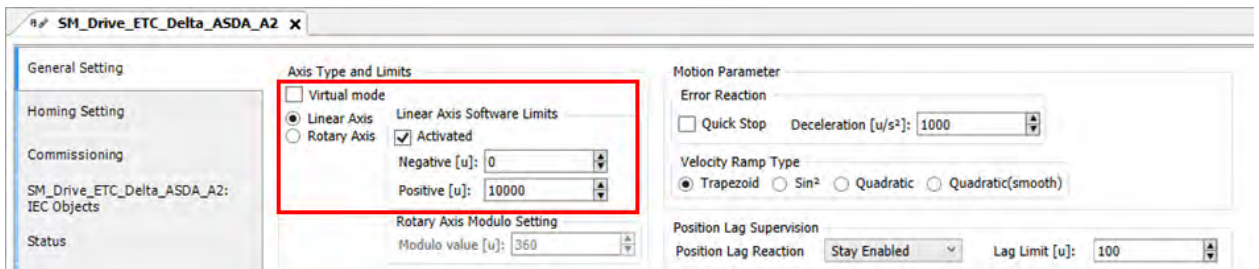 SM_Drive_ETC_Delta_ASDA_A2 X
General Setting
Homing Setting
Commissioning
SM_Drive_ETC_Delta_ASDA_A2:
IEC Objects
Status
Axis Type and Limits
Virtual mode
Linear Axis
Rotary Axis
Linear Axis Software Limits
Activated
Negative [u]: 0
Positive [u]: 10000
Rotary Axis Modulo Setting
Modulo value [u]: 360
Motion Parameter
Error Reaction
Quick Stop Deceleration [u/s²]: 1000
Velocity Ramp Type
Trapezoid Sin² Quadratic Quadratic(smooth)
Position Lag Supervision
Position Lag Reaction Stay Enabled Lag Limit [u]: 100